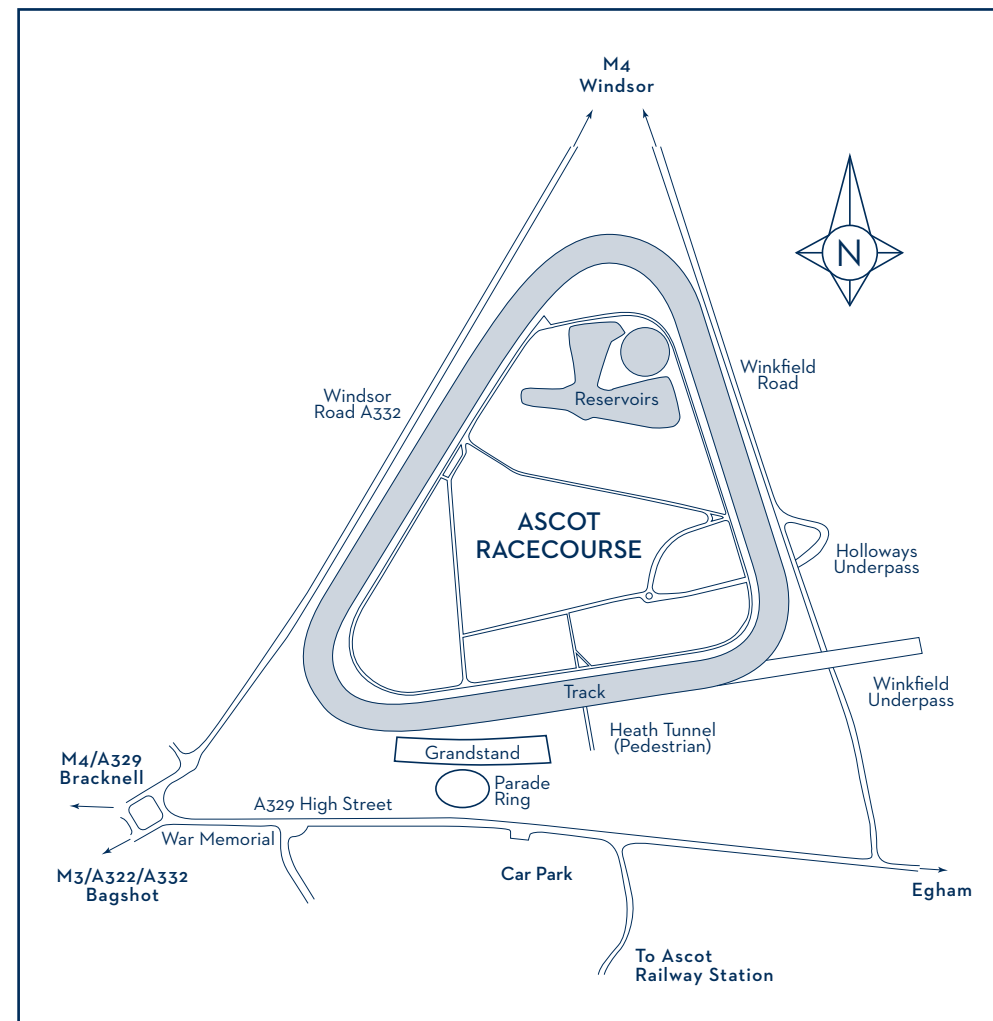 M4
Windsor
N
Winkfield
Road
Windsor
Road A332
Reservoirs
ASCOT
RACECOURSE
Holloways
Underpass
Winkfield
Underpass
Track
Heath Tunnel
(Pedestrian)
Grandstand
M4/A329
Bracknell
Parade
Ring
A329 High Street
War Memorial
M3/A322/A332
Bagshot
Car Park
Egham
To Ascot
Railway Station